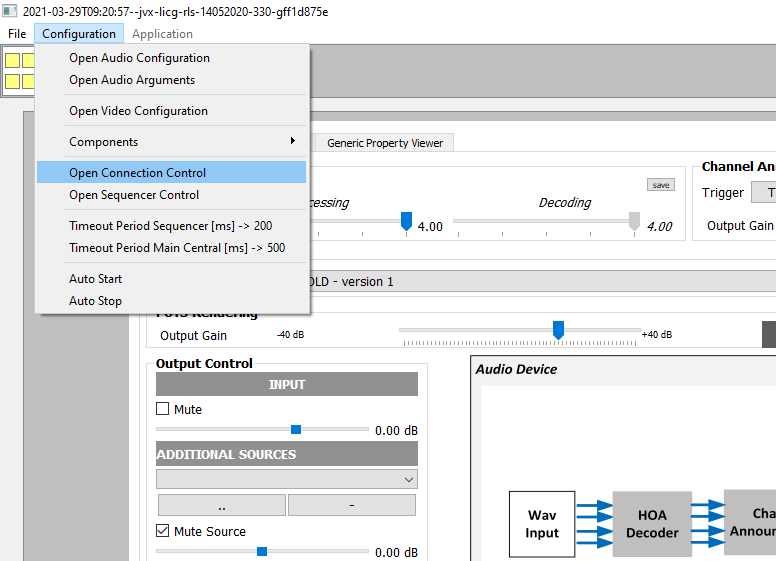 2021-03-29T09:20:57--jvx-licg-rls-14052020-330-gff1d875e
File Configuration Application
Open Audio Configuration
Open Audio Arguments
Open Video Configuration
Components
Open Connection Control
Open Sequencer Control
Timeout Period Sequencer [ms] -> 200
Timeout Period Main Central [ms] -> 500
Auto Start
Auto Stop
Generic Property Viewer
save
Channel Ann
Trigger T
Output Gain
cessing
4.00
Decoding
4.00
OLD - version 1
Rendering
Output Gain -40 dB +40 dB
Output Control
INPUT
Mute
0.00 dB
ADDITIONAL SOURCES
..
-
Mute Source
0.00 dB
Audio Device
Wav
Input
HOA
Decoder
Cha
Announ